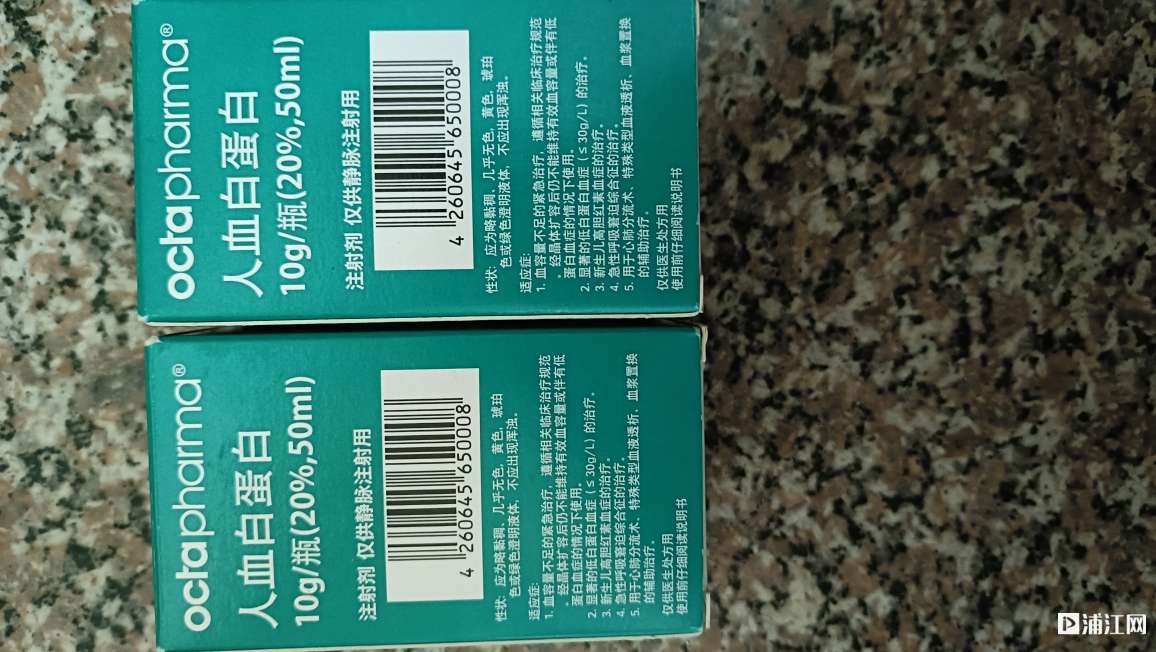 octapharma®
人血白蛋白
10g/瓶(20%,50ml)
注射剂 仅供静脉注射用
4 260645 650008
性状：应为略黏稠、几乎无色，黄色，琥珀
色或绿色澄明液体，不应出现浑浊。
适应症:
1. 血容量不足的紧急治疗，遵循相关临床治疗规范
，经晶体扩容后仍不能维持有效血容量或伴有低
蛋白血症的情况下使用。
2. 显著的低白蛋白血症（≤30g/L）的治疗。
3. 新生儿高胆红素血症的治疗。
4. 急性呼吸窘迫综合征的治疗。
5. 用于心肺分流术、特殊类型血液透析、血浆置换
的辅助治疗。
仅供医生处方用
使用前仔细阅读说明书
octapharma®
人血白蛋白
10g/瓶(20%,50ml)
注射剂 仅供静脉注射用
4 260645 650008
性状：应为略黏稠、几乎无色，黄色，琥珀
色或绿色澄明液体，不应出现浑浊。
适应症:
1. 血容量不足的紧急治疗，遵循相关临床治疗规范
，经晶体扩容后仍不能维持有效血容量或伴有低
蛋白血症的情况下使用。
2. 显著的低白蛋白血症（≤30g/L）的治疗。
3. 新生儿高胆红素血症的治疗。
4. 急性呼吸窘迫综合征的治疗。
5. 用于心肺分流术、特殊类型血液透析、血浆置换
的辅助治疗。
仅供医生处方用
使用前仔细阅读说明书
浦江网